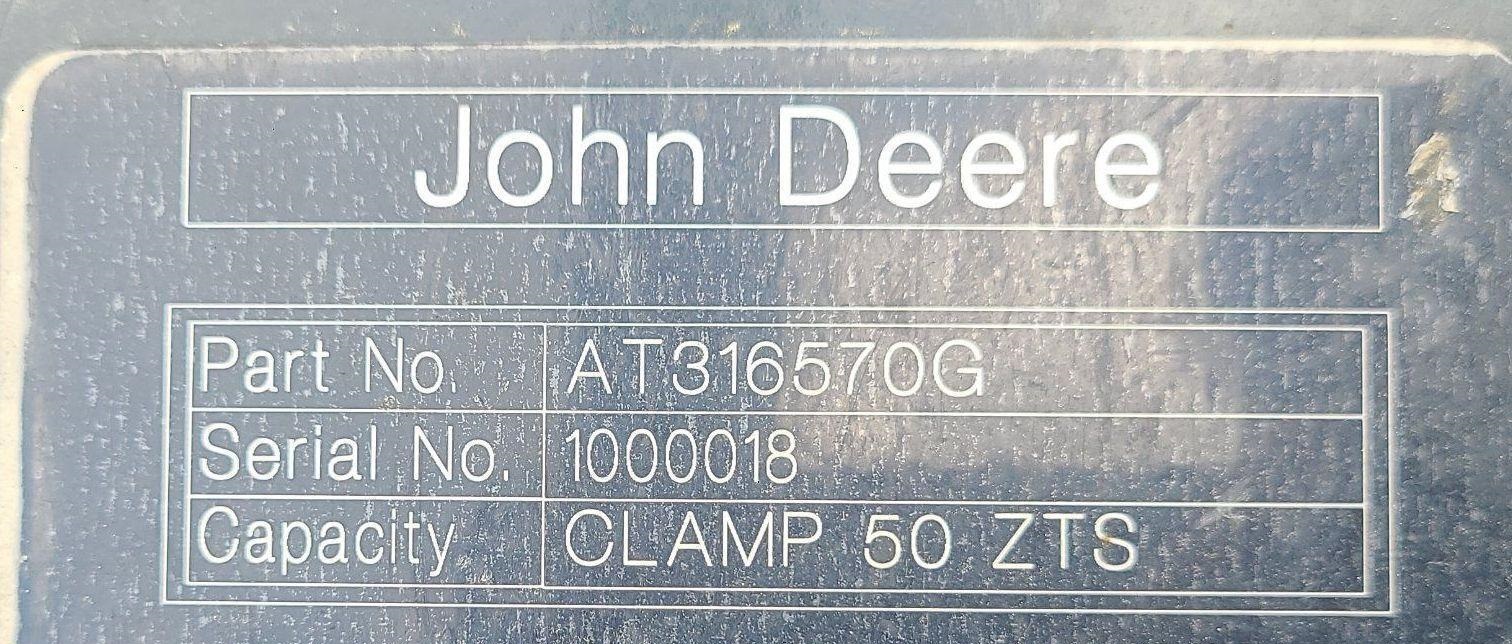 John Deere
Part No. AT316570G
Serial No. 1000018
Capacity CLAMP 50 ZTS